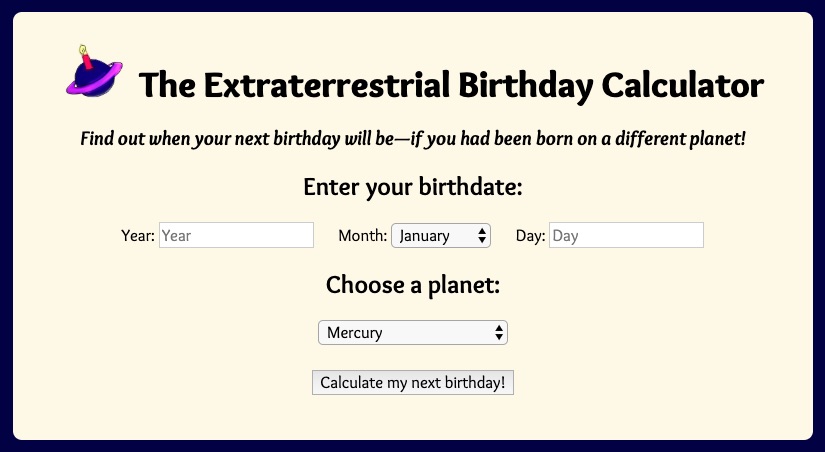 The Extraterrestrial Birthday Calculator
Find out when your next birthday will be—if you had been born on a different planet!
Enter your birthdate:
Year: Year Month: January Day: Day
Choose a planet:
Mercury
Calculate my next birthday!